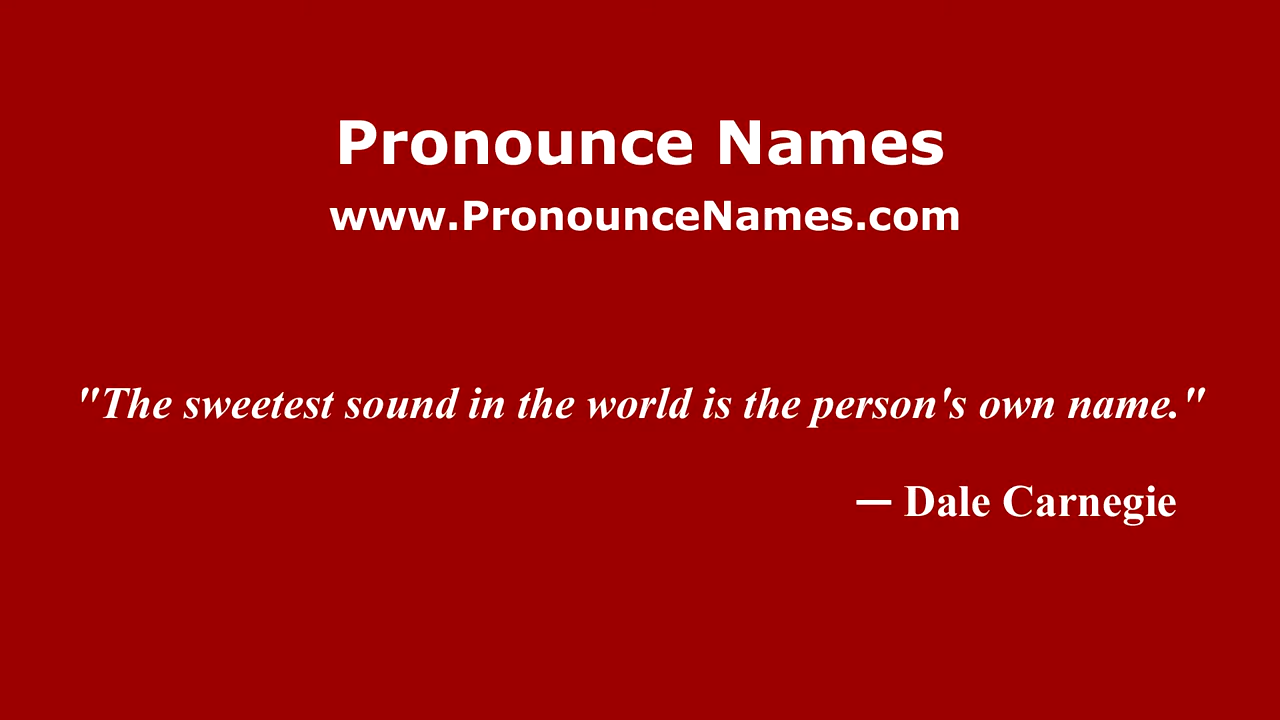 Pronounce Names
www.PronounceNames.com
"The sweetest sound in the world is the person's own name."
— Dale Carnegie